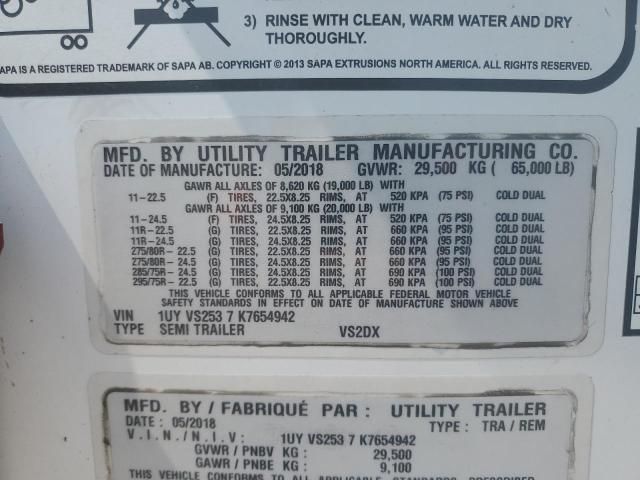 3) RINSE WITH CLEAN, WARM WATER AND DRY
THOROUGHLY.
APA IS A REGISTERED TRADEMARK OF SAPA AB. COPYRIGHT © 2013 SAPA EXTRUSIONS NORTH AMERICA. ALL RIGHTS RESERVED.
MFD. BY UTILITY TRAILER MANUFACTURING CO.
DATE OF MANUFACTURE: 05/2018 GVWR: 29,500 KG ( 65,000 LB)
GAWR ALL AXLES OF 8,620 KG (19,000 LB) WITH
11-22.5 (F) TIRES, 22.5X8.25 RIMS, AT 520 KPA (75 PSI) COLD DUAL
GAWR ALL AXLES OF 9,100 KG (20,000 LB) WITH
11-24.5 (F) TIRES, 24.5X8.25 RIMS, AT 520 KPA (75 PSI) COLD DUAL
11R-22.5 (G) TIRES, 22.5X8.25 RIMS, AT 660 KPA (95 PSI) COLD DUAL
11R-24.5 (G) TIRES, 24.5X8.25 RIMS, AT 660 KPA (95 PSI) COLD DUAL
275/80R-22.5 (G) TIRES, 22.5X8.25 RIMS, AT 660 KPA (95 PSI) COLD DUAL
275/80R-24.5 (G) TIRES, 24.5X8.25 RIMS, AT 660 KPA (95 PSI) COLD DUAL
285/75R-24.5 (G) TIRES, 24.5X8.25 RIMS, AT 690 KPA (100 PSI) COLD DUAL
295/75R-22.5 (G) TIRES, 22.5X8.25 RIMS, AT 690 KPA (100 PSI) COLD DUAL
THIS VEHICLE CONFORMS TO ALL APPLICABLE FEDERAL MOTOR VEHICLE
SAFETY STANDARDS IN EFFECT ON DATE OF MANUFACTURE SHOWN ABOVE
VIN 1UY VS253 7 K7654942
TYPE SEMI TRAILER VS2DX
MFD. BY / FABRIQUÉ PAR : UTILITY TRAILER
DATE : 05/2018 TYPE : TRA / REM
V.I.N./N.I.V: 1UY VS253 7 K7654942
GVWR / PNBV KG : 29,500
GAWR / PNBE KG : 9,100
THIS VEHICLE CONFORMS TO ALL APPLICABLE STANDARDS PRESCRIBED